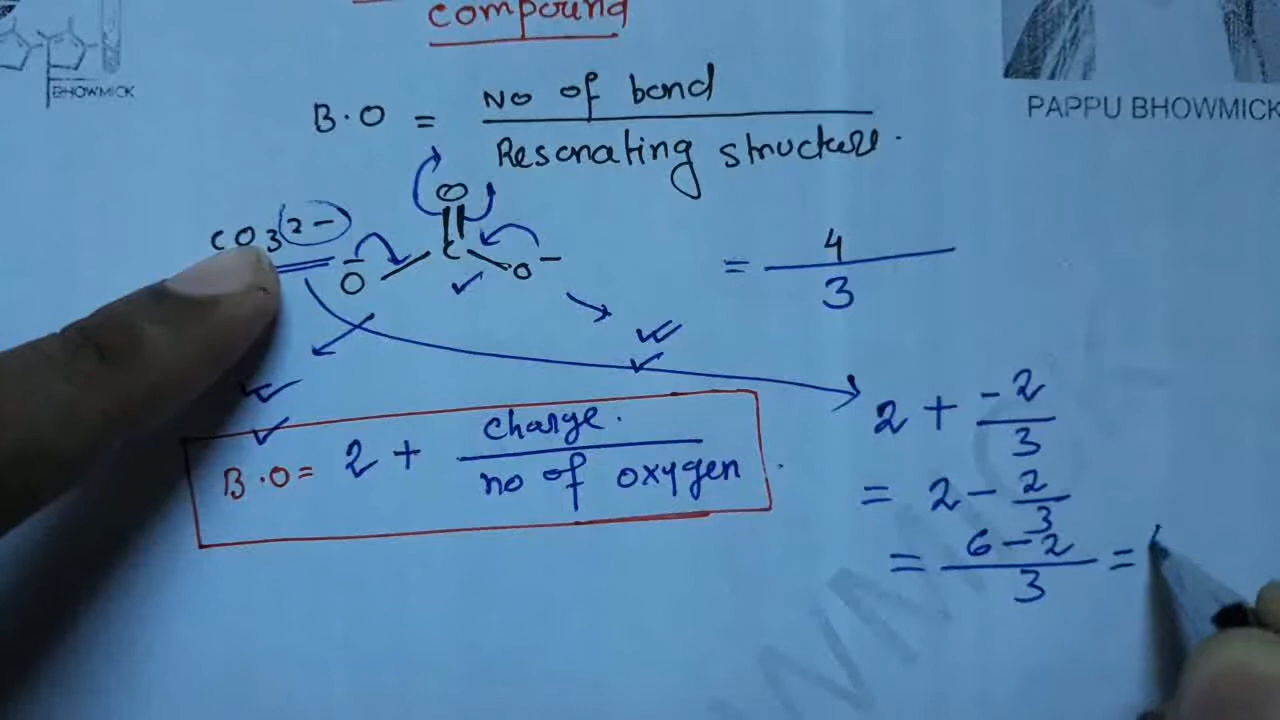 compound
BHOWMICK
PAPPU BHOWMICK
B.O = No of bond / Resonating structure.
CO3(2-)
O
O- C O-
= 4/3
B.O = 2 + charge. / no of oxygen
2 + -2/3
= 2 - 2/3
= 6-2/3 =